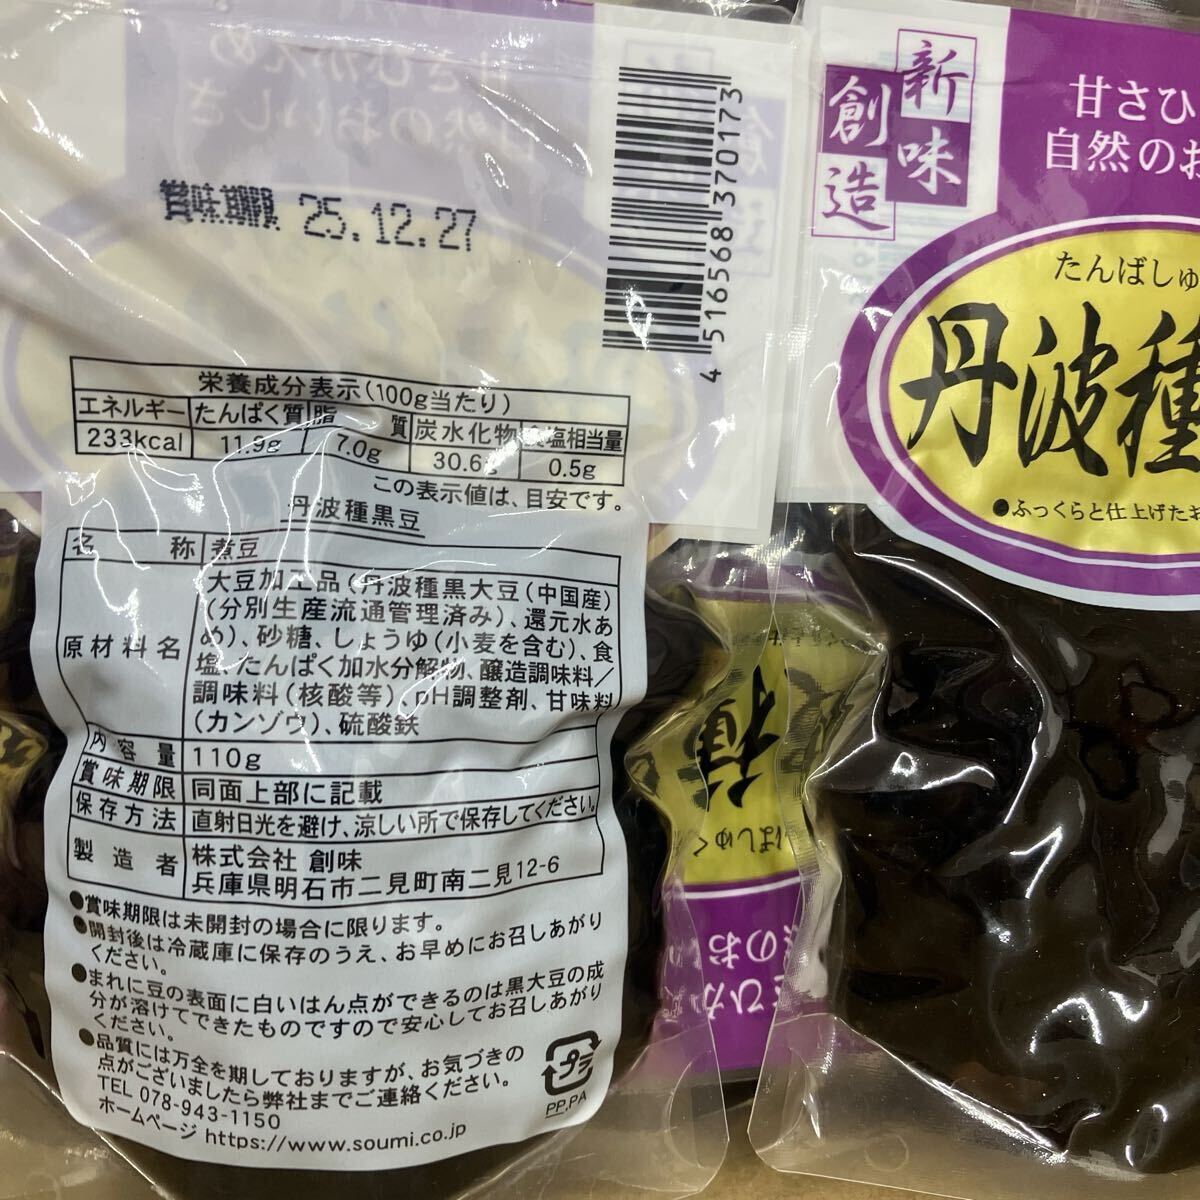 賞味期限 25.12.27
4 516568 370173
栄養成分表示(100g当たり)
エネルギー たんぱく質 脂質 炭水化物 食塩相当量
233kcal 11.9g 7.0g 30.6g 0.5g
この表示値は、目安です。
丹波種黒豆
名称 煮豆
原材料名
大豆加工品(丹波種黒大豆(中国産)
(分別生産流通管理済み)、還元水あ
め)、砂糖、しょうゆ(小麦を含む)、食
塩、たんぱく加水分解物、醸造調味料/
調味料(核酸等)、pH調整剤、甘味料
(カンゾウ)、硫酸鉄
内容量 110g
賞味期限 同面上部に記載
保存方法 直射日光を避け、涼しい所で保存してください。
製造者 株式会社 創味
兵庫県明石市二見町南二見12-6
●賞味期限は未開封の場合に限ります。
●開封後は冷蔵庫に保存のうえ、お早めにお召しあがり
ください。
●まれに豆の表面に白いはん点ができるのは黒大豆の成
分が溶けてできたものですので安心してお召しあがり
ください。
●品質には万全を期しておりますが、お気づきの
点がございましたら弊社までご連絡ください。
TEL 078-943-1150
ホームページ https://www.soumi.co.jp
プラ
PP,PA
新味
創造
甘さひ
自然のお
たんばしゅ
丹波種
●ふっくらと仕上げたキ
種
ばしゅく
さひか
然のお